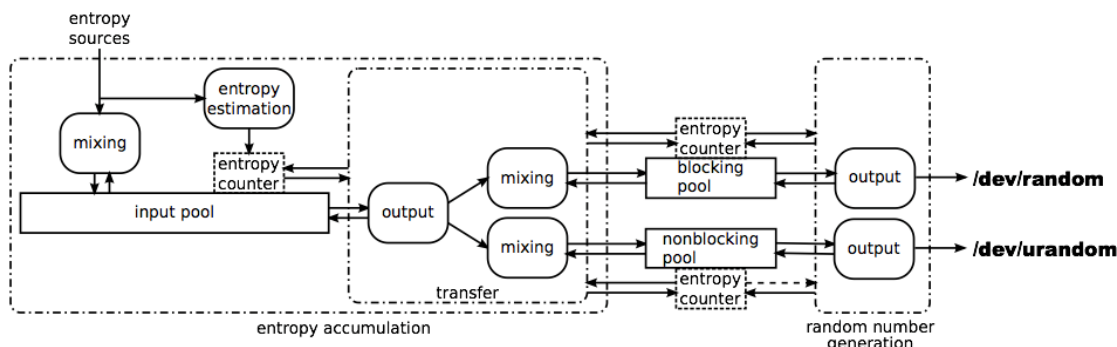 entropy
sources
entropy
estimation
mixing
entropy
counter
input pool
output
mixing
mixing
transfer
entropy accumulation
entropy
counter
blocking
pool
nonblocking
pool
entropy
counter
output
output
random number
generation
/dev/random
/dev/urandom